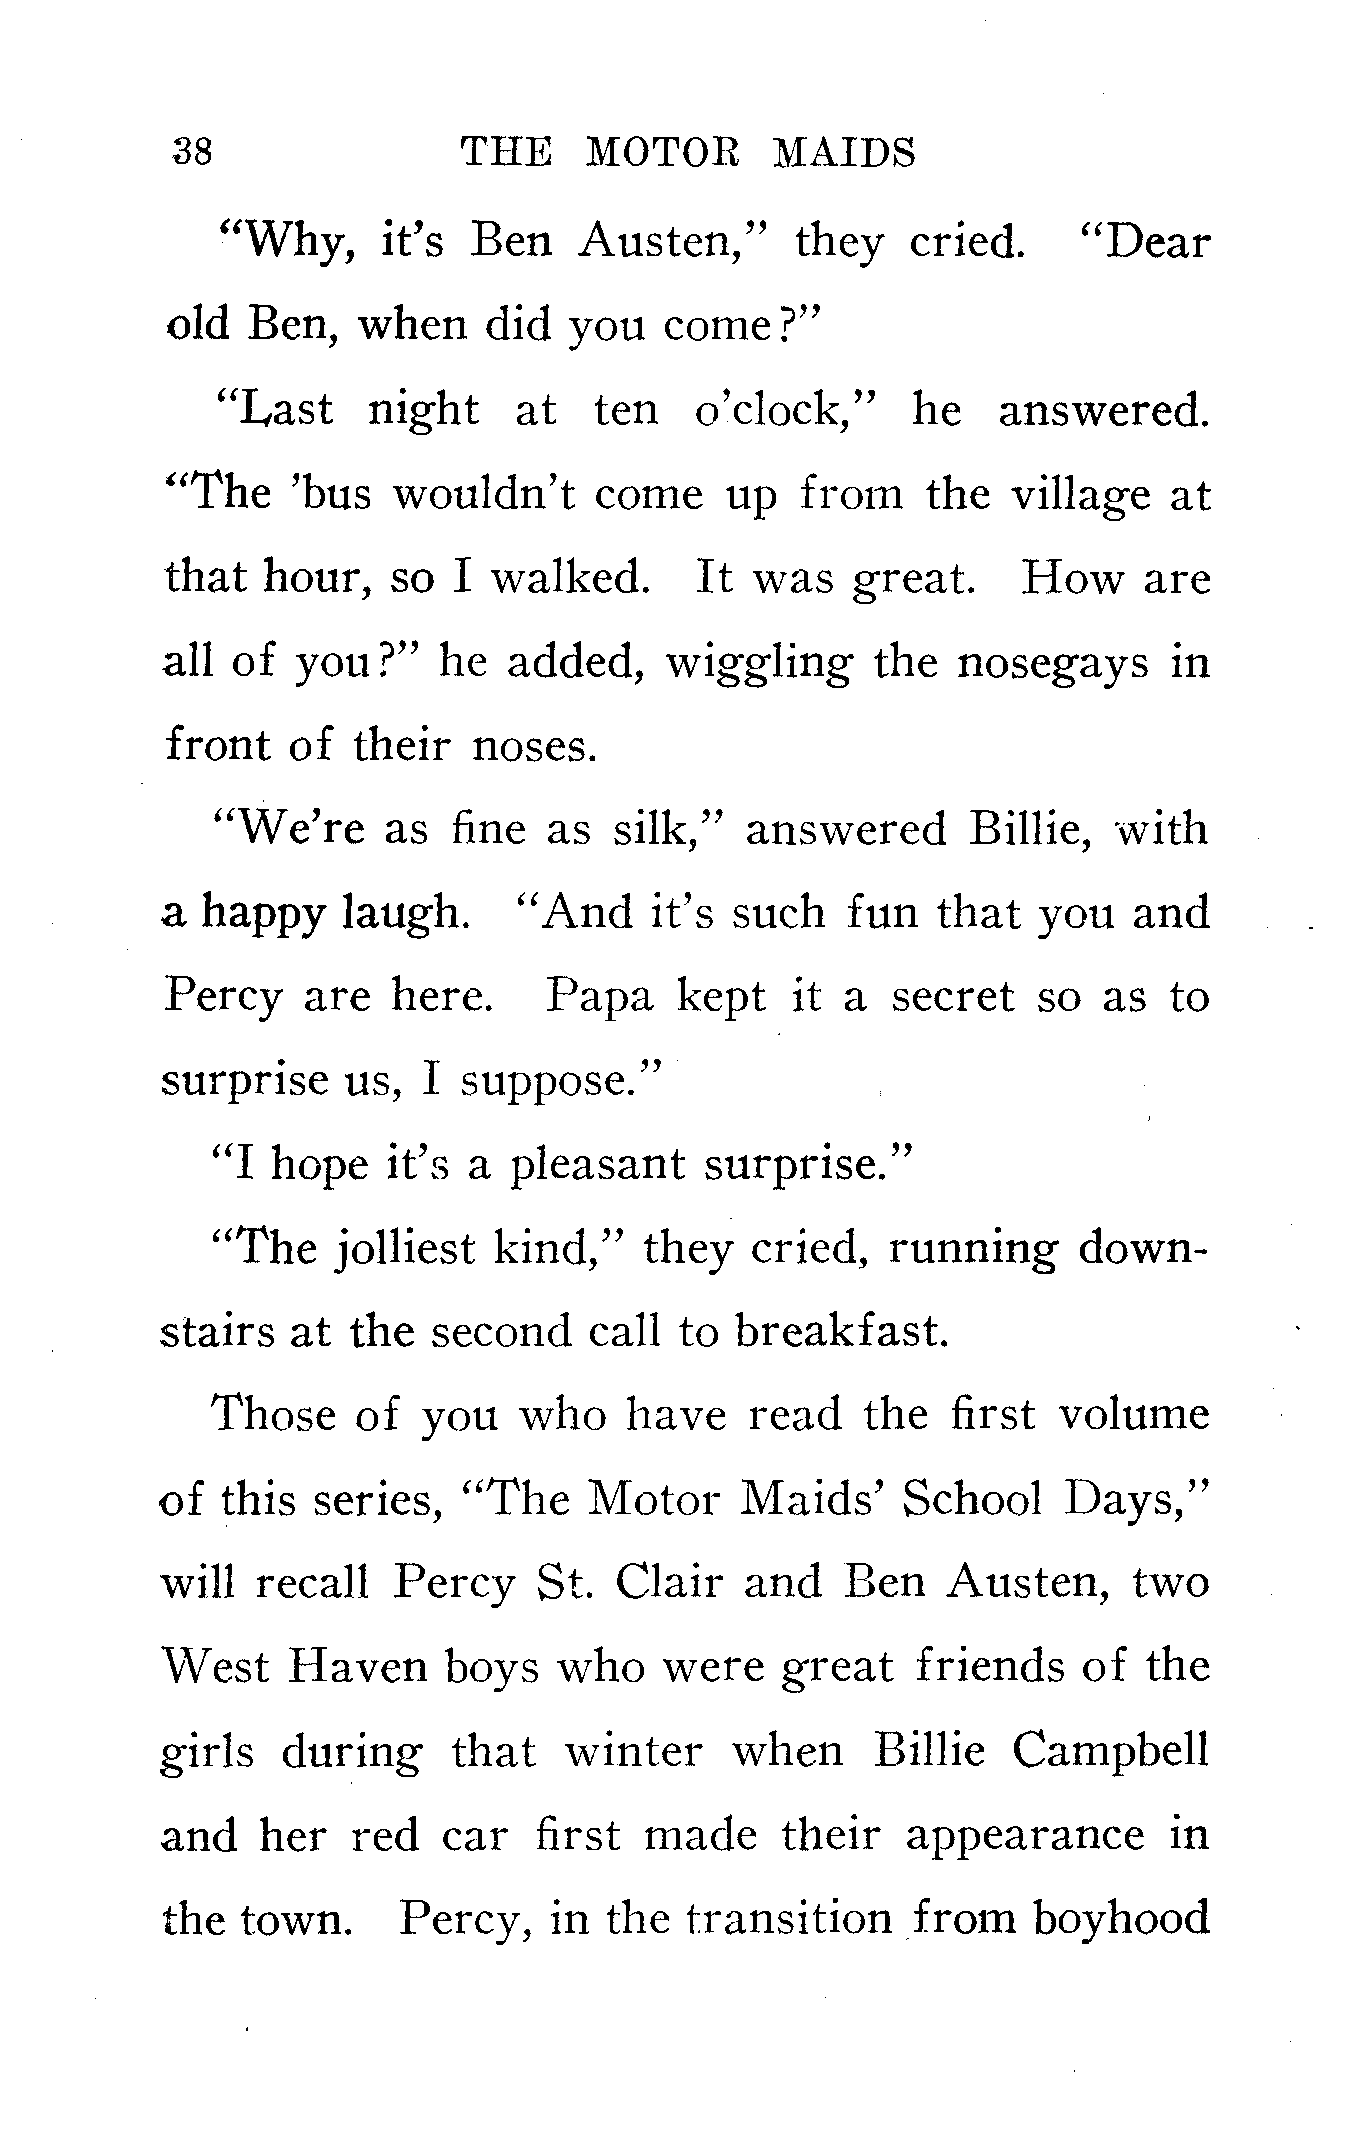 38 THE MOTOR MAIDS
"Why, it's Ben Austen," they cried. "Dear
old Ben, when did you come?"
"Last night at ten o'clock," he answered.
"The 'bus wouldn't come up from the village at
that hour, so I walked. It was great. How are
all of you?" he added, wiggling the nosegays in
front of their noses.
"We're as fine as silk," answered Billie, with
a happy laugh. "And it's such fun that you and
Percy are here. Papa kept it a secret so as to
surprise us, I suppose."
"I hope it's a pleasant surprise."
"The jolliest kind," they cried, running down-
stairs at the second call to breakfast.
Those of you who have read the first volume
of this series, "The Motor Maids' School Days,"
will recall Percy St. Clair and Ben Austen, two
West Haven boys who were great friends of the
girls during that winter when Billie Campbell
and her red car first made their appearance in
the town. Percy, in the transition from boyhood